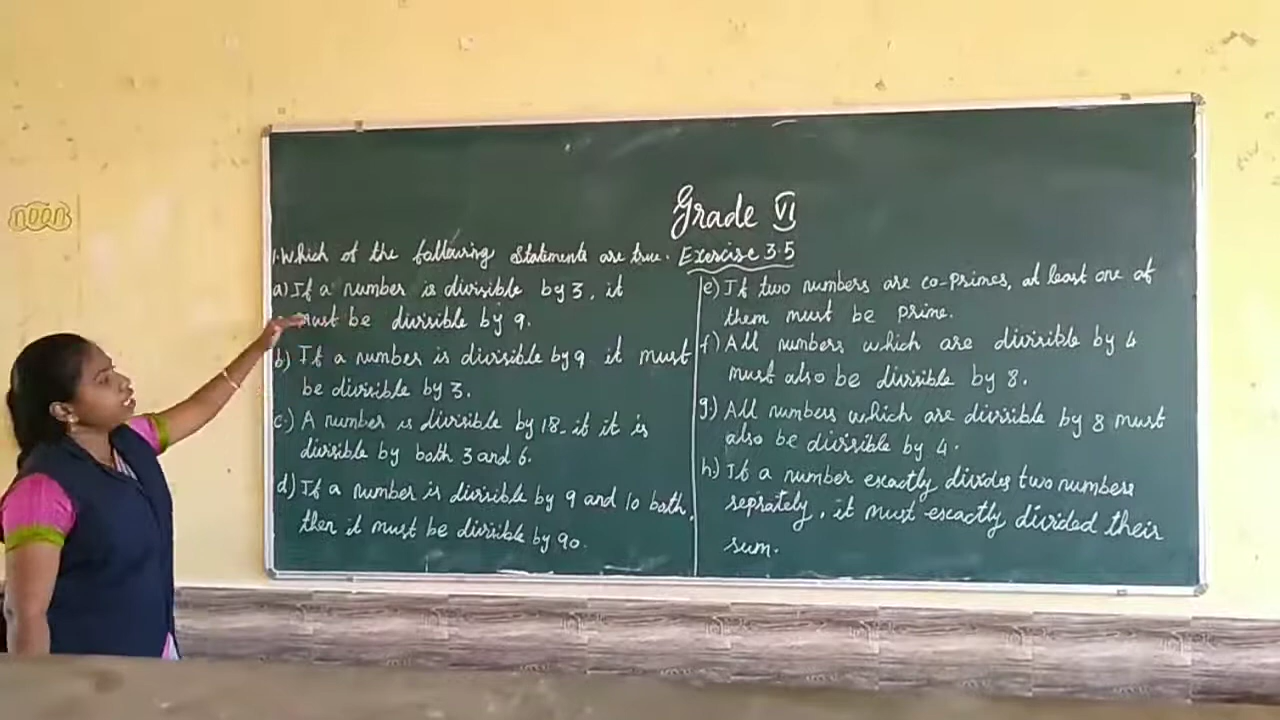 noon
Grade VI
1. Which of the following Statements are true. Exercise 3.5
a) If a number is divisible by 3, it
must be divisible by 9.
b) If a number is divisible by 9 it must
be divisible by 3.
c.) A number is divisible by 18 if it is
divisible by both 3 and 6.
d) If a number is divisible by 9 and 10 both,
then it must be divisible by 90.
e) If two numbers are co-primes, at least one of
them must be prime.
f) All numbers which are divisible by 4
must also be divisible by 8.
g.) All numbers which are divisible by 8 must
also be divisible by 4.
h.) If a number exactly divides two numbers
seprately, it must escactly divided their
sum.